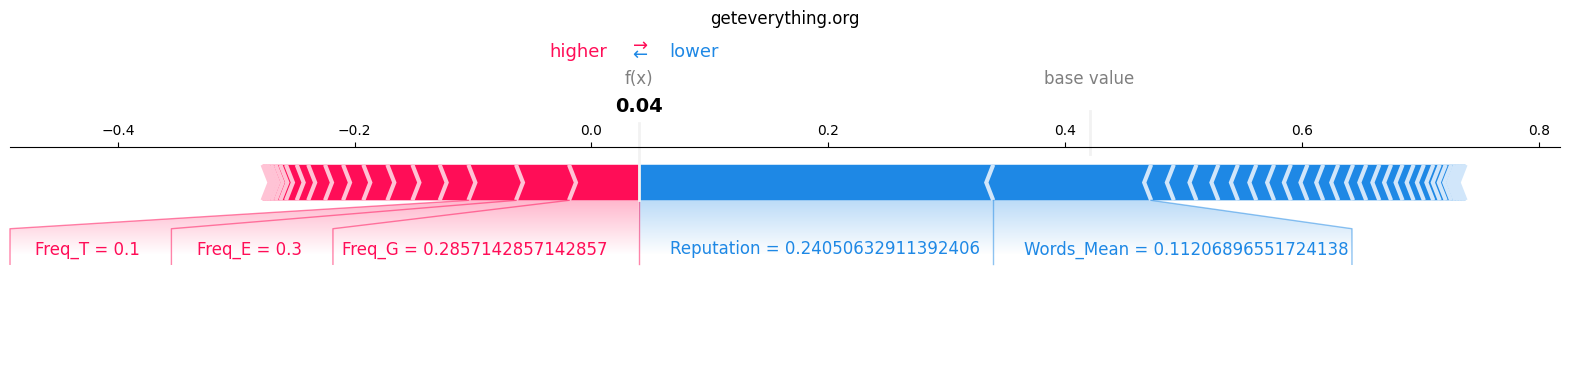 geteverything.org
higher ⇄ lower
f(x) base value
0.04
−0.4 −0.2 0.0 0.2 0.4 0.6 0.8
Freq_T = 0.1 Freq_E = 0.3 Freq_G = 0.2857142857142857 Reputation = 0.24050632911392406 Words_Mean = 0.11206896551724138